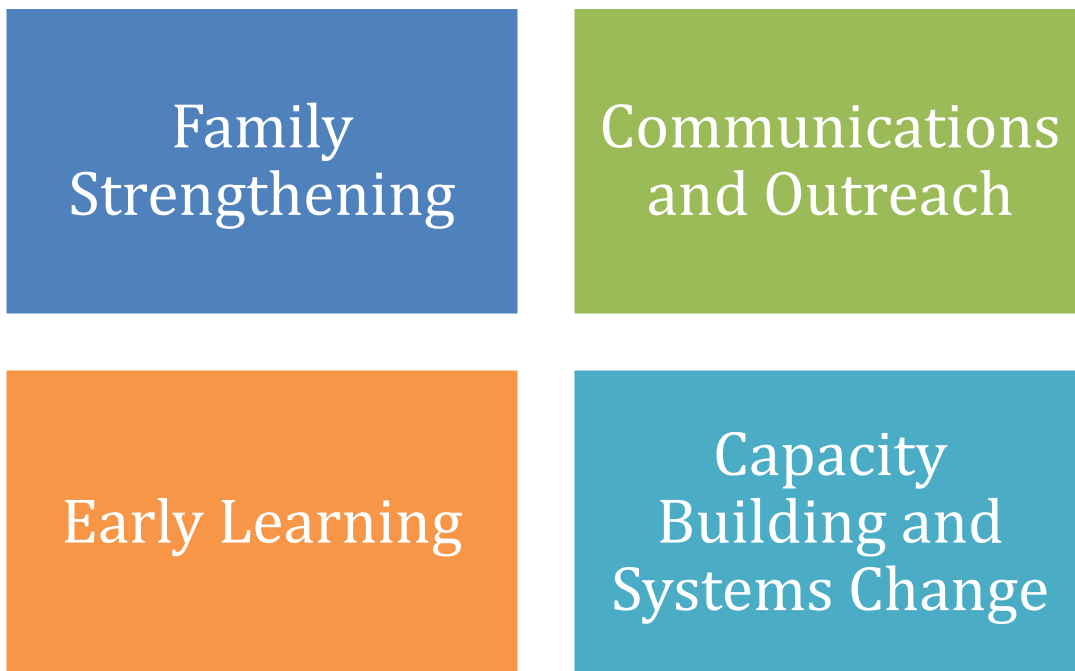 Family
Strengthening
Communications
and Outreach
Early Learning
Capacity
Building and
Systems Change